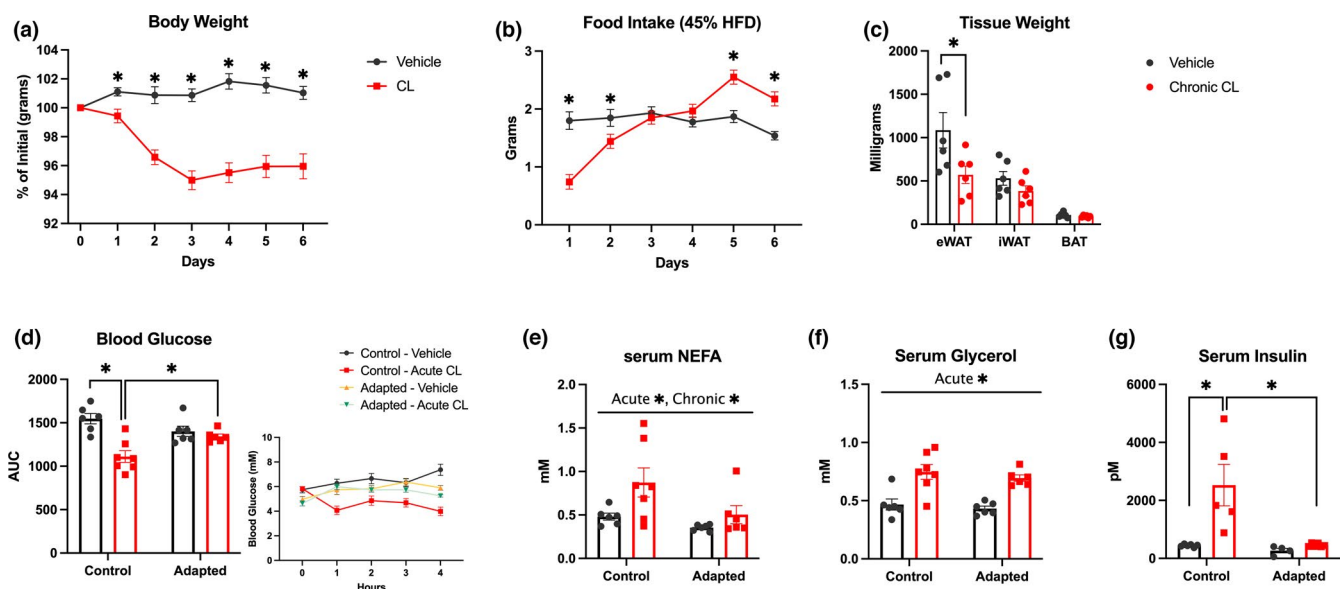 (a)
Body Weight
104
102
100
98
96
94
92
% of Initial (grams)
* * * * * *
Vehicle
CL
0 1 2 3 4 5 6
Days
(b)
Food Intake (45% HFD)
3
2
1
0
Grams
* * * *
1 2 3 4 5 6
Days
(c)
Tissue Weight
2000
1500
1000
500
0
Milligrams
*
Vehicle
Chronic CL
eWAT iWAT BAT
(d)
Blood Glucose
2000
1500
1000
500
0
AUC
* *
Control Adapted
Control - Vehicle
Control - Acute CL
Adapted - Vehicle
Adapted - Acute CL
10
8
6
4
2
0
Blood Glucose (mM)
0 1 2 3 4
Hours
(e)
serum NEFA
2.0
1.5
1.0
0.5
0.0
mM
Acute *, Chronic *
Control Adapted
(f)
Serum Glycerol
1.5
1.0
0.5
0.0
mM
Acute *
Control Adapted
(g)
Serum Insulin
6000
4000
2000
0
pM
* *
Control Adapted